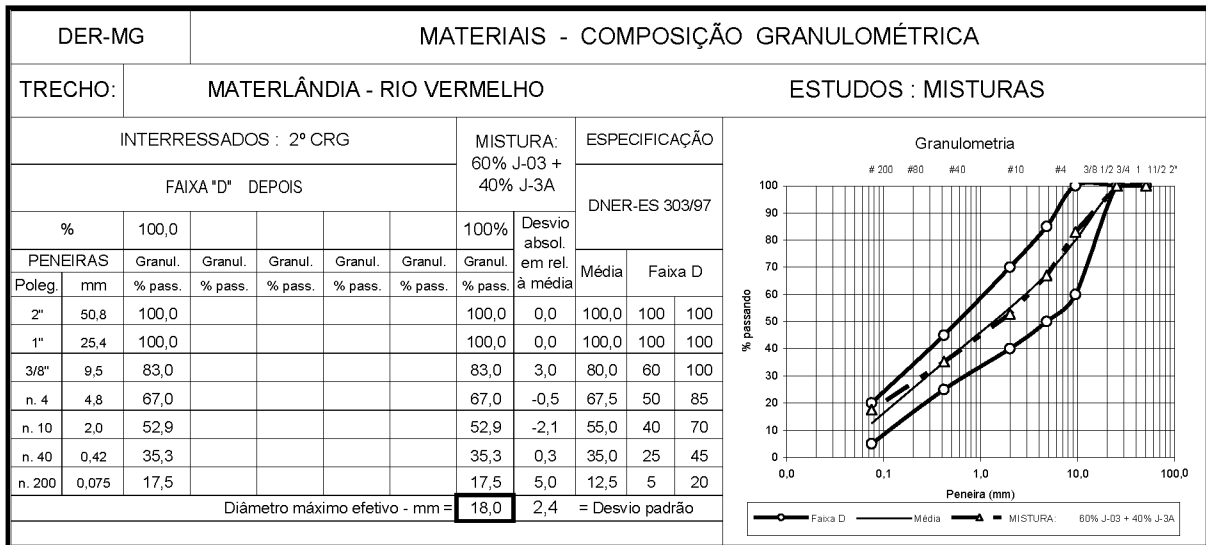 DER-MG MATERIAIS - COMPOSIÇÃO GRANULOMÉTRICA
TRECHO: MATERLÂNDIA - RIO VERMELHO ESTUDOS : MISTURAS
INTERRESSADOS : 2º CRG
FAIXA "D" DEPOIS
MISTURA:
60% J-03 +
40% J-3A
ESPECIFICAÇÃO
DNER-ES 303/97
% 100,0 100%
Desvio
absol.
em rel.
à média
PENEIRAS Granul. Granul. Granul. Granul. Granul. Granul. Média Faixa D
Poleg. mm % pass. % pass. % pass. % pass. % pass. % pass.
2" 50,8 100,0 100,0 0,0 100,0 100 100
1" 25,4 100,0 100,0 0,0 100,0 100 100
3/8" 9,5 83,0 83,0 3,0 80,0 60 100
n. 4 4,8 67,0 67,0 -0,5 67,5 50 85
n. 10 2,0 52,9 52,9 -2,1 55,0 40 70
n. 40 0,42 35,3 35,3 0,3 35,0 25 45
n. 200 0,075 17,5 17,5 5,0 12,5 5 20
Diâmetro máximo efetivo - mm = 18,0 2,4 = Desvio padrão
Granulometria
# 200 #80 #40 #10 #4 3/8 1/2 3/4 1 11/2 2"
% passando
100
90
80
70
60
50
40
30
20
10
0
0,0 0,1 1,0 10,0 100,0
Peneira (mm)
Faixa D Média MISTURA: 60% J-03 + 40% J-3A